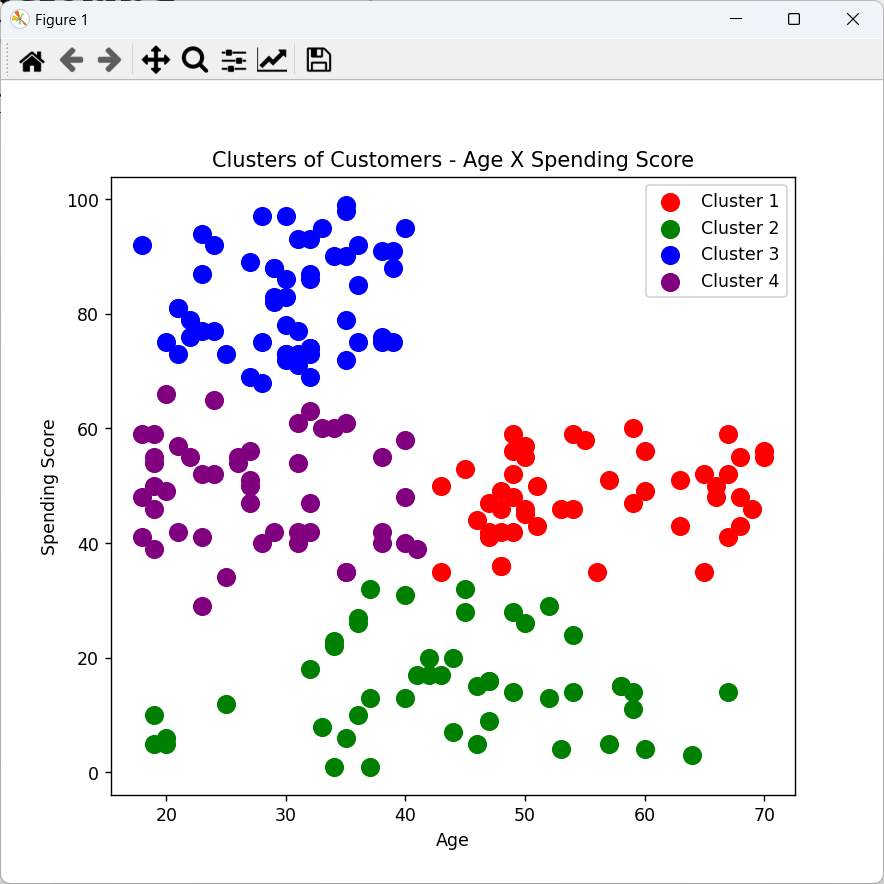 Figure 1
Clusters of Customers - Age X Spending Score
Cluster 1
Cluster 2
Cluster 3
Cluster 4
100
80
60
40
20
0
Spending Score
20 30 40 50 60 70
Age